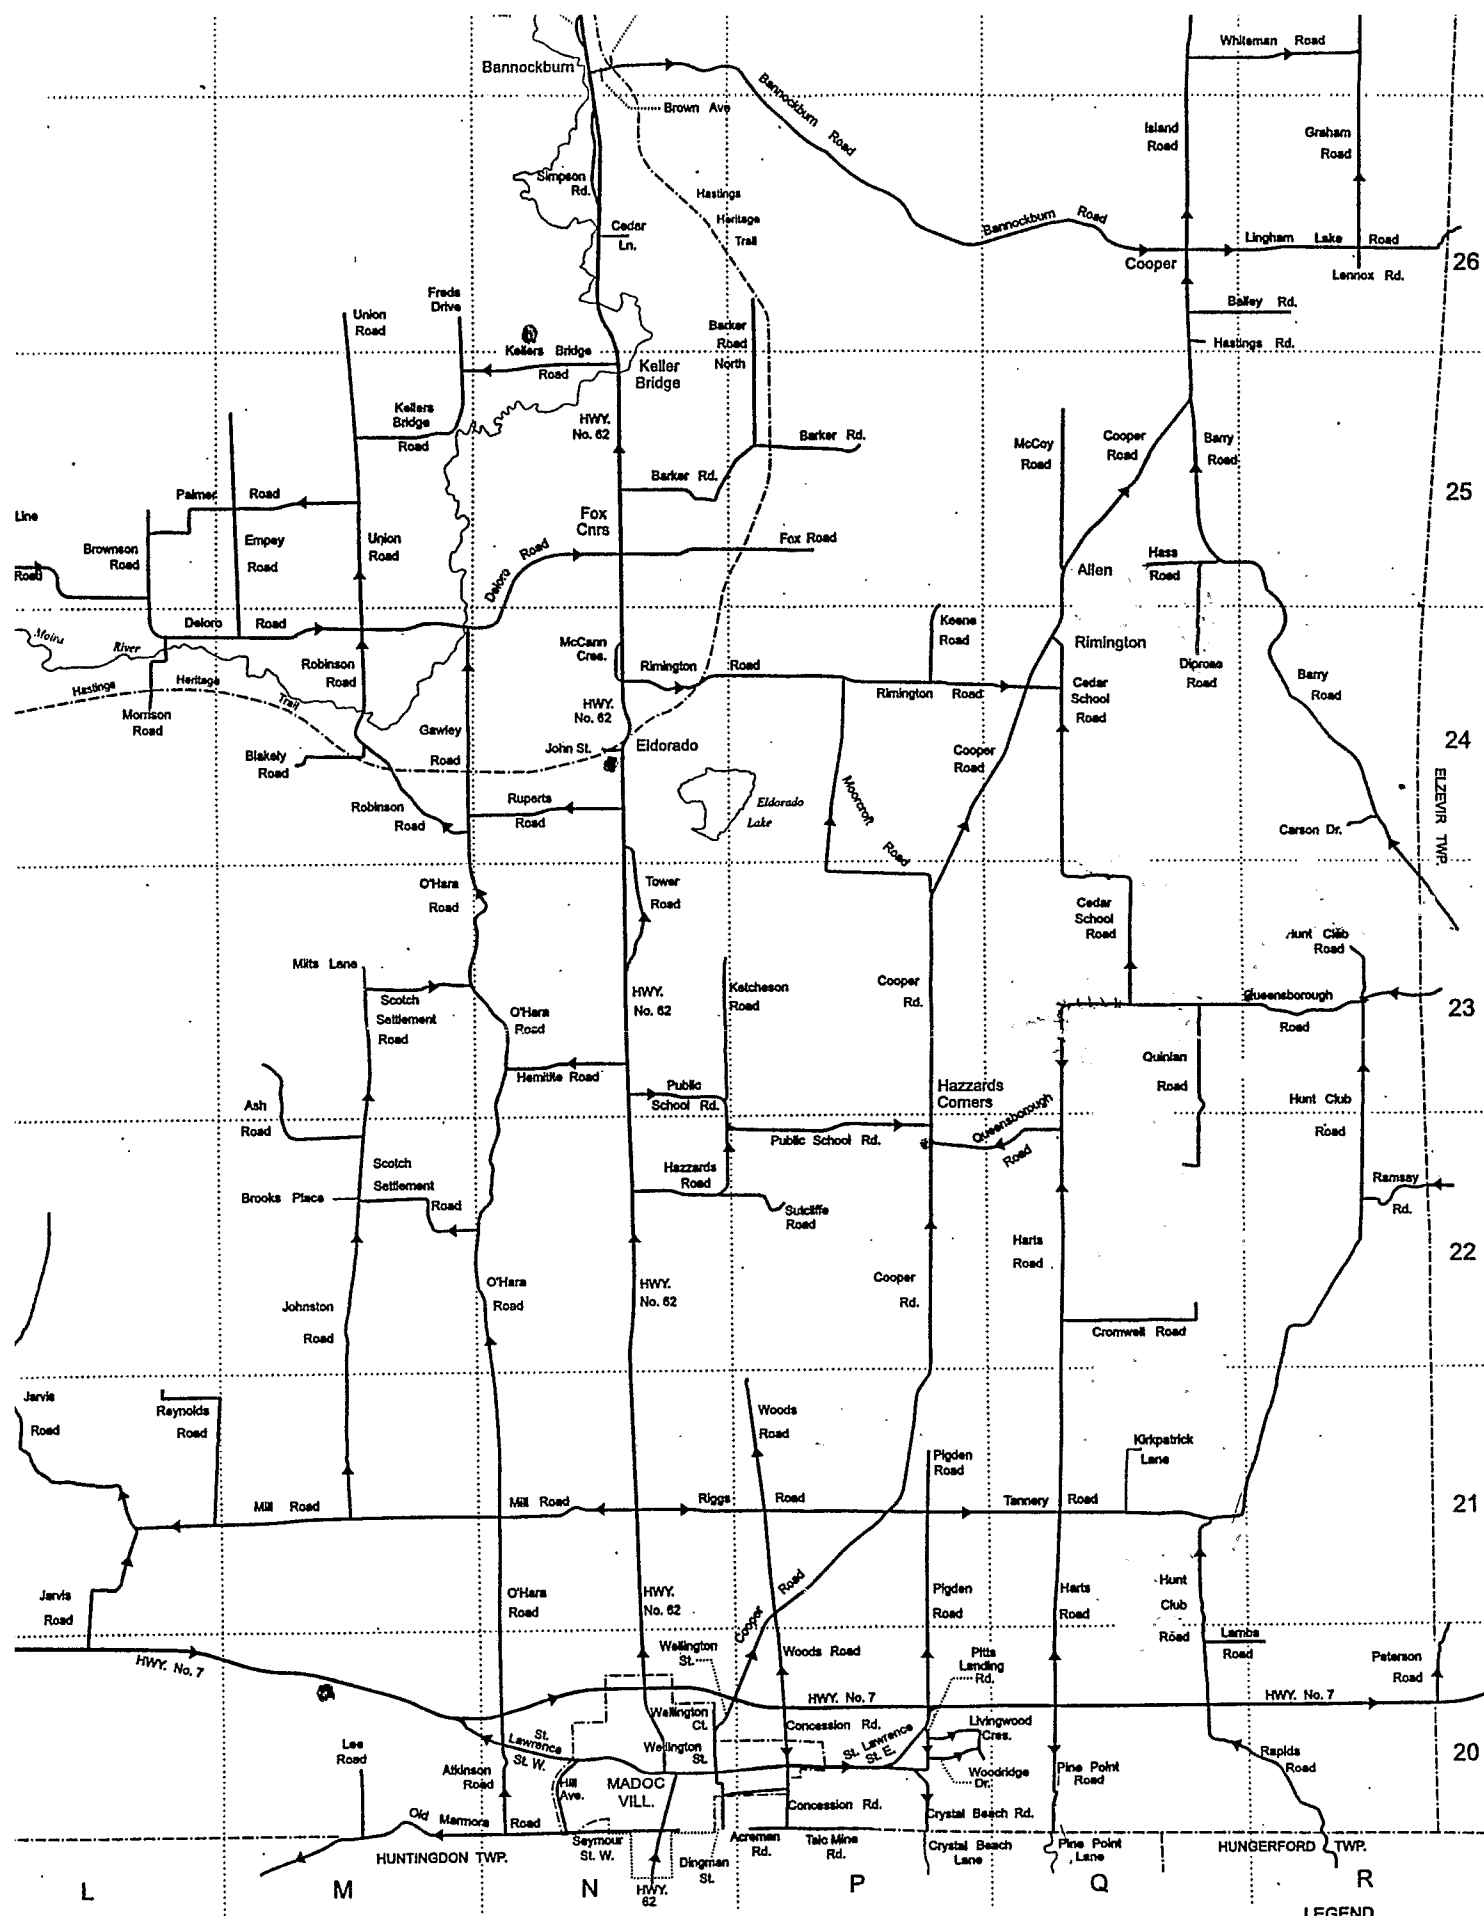 Whiteman Road
Bannockburn
Brown Ave
Bannockburn Road
Island
Road
Graham
Road
Simpson
Rd.
Hastings
Heritage
Trail
Cedar
Ln.
Bannockburn Road
Lingham Lake Road
Cooper
26
Lennox Rd.
Freds
Drive
Union
Road
Bailey Rd.
Barker
Road
North
Hastings Rd.
Kellers Bridge
Road
Keller
Bridge
Kellers
Bridge
Road
HWY.
No. 62
Barker Rd.
McCoy
Road
Cooper
Road
Barry
Road
Barker Rd.
Palmer Road
25
Line
Road
Fox
Cnrs
Brownson
Road
Empey
Road
Union
Road
Deloro Road
Fox Road
Hass
Road
Allen
Moira River
Deloro Road
Keene
Road
McCann
Cres.
Rimington Road
Rimington
Robinson
Road
Diprose
Road
Hastings Heritage Trail
Rimington Road
Cedar
School
Road
Barry
Road
Morrison
Road
HWY.
No. 62
Gawley
Road
John St.
Eldorado
24
Blakely
Road
Cooper
Road
ELZEVIR TWP
Robinson
Road
Ruperts
Road
Eldorado
Lake
Moorcroft
Road
Carson Dr.
O'Hara
Road
Tower
Road
Cedar
School
Road
Hunt Club
Road
Milts Lane
Scotch
Settlement
Road
HWY.
No. 62
Ketcheson
Road
Cooper
Rd.
Queensborough
Road
23
O'Hara
Road
Hemitite Road
Quinlan
Road
Public
School Rd.
Hazzards
Corners
Ash
Road
Hunt Club
Road
Public School Rd.
Queensborough
Road
Scotch
Settlement
Road
Hazzards
Road
Ramsay
Rd.
Brooks Place
Sutcliffe
Road
Harts
Road
22
O'Hara
Road
HWY.
No. 62
Cooper
Rd.
Johnston
Road
Cromwell Road
Jarvis
Road
Reynolds
Road
Woods
Road
Pigden
Road
Kirkpatrick
Lane
Mill Road
Mill Road
Riggs Road
Tannery Road
21
Jarvis
Road
O'Hara
Road
HWY.
No. 62
Cooper Road
Pigden
Road
Harts
Road
Hunt
Club
Road
Lambs
Road
Wellington
St.
Woods Road
Pitts
Landing
Rd.
Peterson
Road
HWY. No. 7
HWY. No. 7
HWY. No. 7
Wellington
Ct.
Concession Rd.
St. Lawrence
St. E.
Livingwood
Cres.
Lee
Road
St.
Lawrence
St. W.
Wellington
St.
20
Rapids
Road
Atkinson
Road
Hill
Ave.
MADOC
VILL.
Woodridge
Dr.
Pine Point
Road
Concession Rd.
Crystal Beach Rd.
Old Marmora Road
Seymour
St. W.
Acreman
Rd.
Talc Mine
Rd.
Crystal Beach
Lane
Pine Point
Lane
HUNGERFORD TWP.
HUNTINGDON TWP.
Dingman
St.
HWY.
62
L M N P Q R
LEGEND